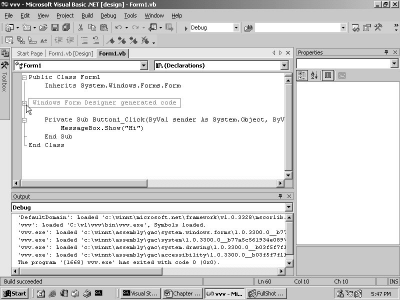 vvv - Microsoft Visual Basic .NET [design] - Form1.vb
File Edit View Project Build Debug Tools Window Help
Debug
Start Page Form1.vb [Design] Form1.vb
Properties
Form1
(Declarations)
Public Class Form1
Inherits System.Windows.Forms.Form
Windows Form Designer generated code
Private Sub Button1_Click(ByVal sender As System.Object, ByV
MessageBox.Show("Hi")
End Sub
End Class
Toolbox
Output
Debug
'DefaultDomain': Loaded 'c:\winnt\microsoft.net\framework\v1.0.3328\mscorlib
'vvv': Loaded 'C:\vl\vvv\bin\vvv.exe', Symbols loaded.
'vvv.exe': Loaded 'c:\winnt\assembly\gac\system.windows.forms\1.0.3300.0__b77
'vvv.exe': Loaded 'c:\winnt\assembly\gac\system\1.0.3300.0__b77a5c561934e089\
'vvv.exe': Loaded 'c:\winnt\assembly\gac\system.drawing\1.0.3300.0__b03f5f7f1
'vvv.exe': Loaded 'c:\winnt\assembly\gac\accessibility\1.0.3300.0__b03f5f7f11
The program '[1668] vvv.exe' has exited with code 0 (0x0).
Build succeeded
Ln 60 Col 10 Ch 10 INS
Start
Visual St...
Chapter ...
vvv - Mi...
FullShot ...
5:47 PM